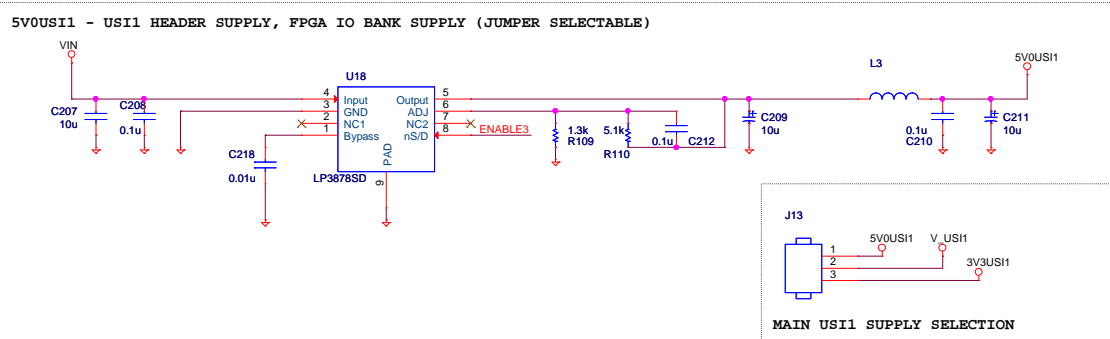 5V0USI1 - USI1 HEADER SUPPLY, FPGA IO BANK SUPPLY (JUMPER SELECTABLE)
VIN
5V0USI1
L3
U18
C207
10u
C208
0.1u
4
3
2
1
Input
GND
NC1
Bypass
Output
ADJ
NC2
nS/D
PAD
5
6
7
8
9
ENABLE3
LP3878SD
C218
0.01u
1.3k
R109
5.1k
R110
0.1u
C212
C209
10u
0.1u
C210
C211
10u
J13
1
2
3
5V0USI1
V_USI1
3V3USI1
MAIN USI1 SUPPLY SELECTION